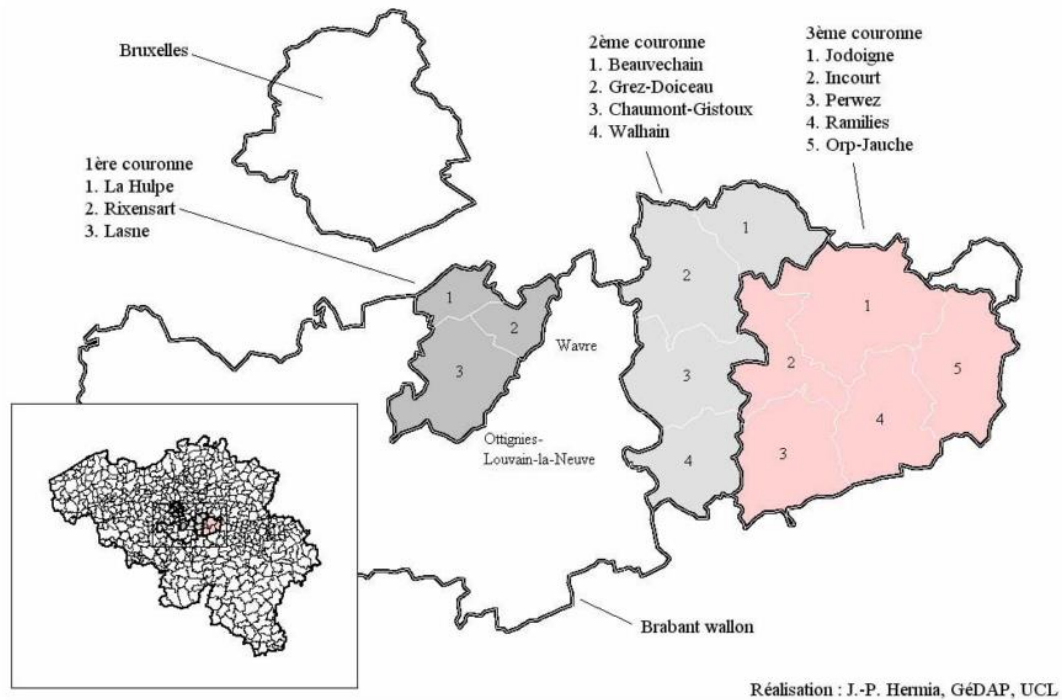 Bruxelles
1ère couronne
1. La Hulpe
2. Rixensart
3. Lasne
2ème couronne
1. Beauvechain
2. Grez-Doiceau
3. Chaumont-Gistoux
4. Walhain
3ème couronne
1. Jodoigne
2. Incourt
3. Perwez
4. Ramilies
5. Orp-Jauche
1
2
3
Wavre
Ottignies-
Louvain-la-Neuve
1
2
3
4
1
2
3
4
5
Brabant wallon
Réalisation : J.-P. Hermia, GéDAP, UCL